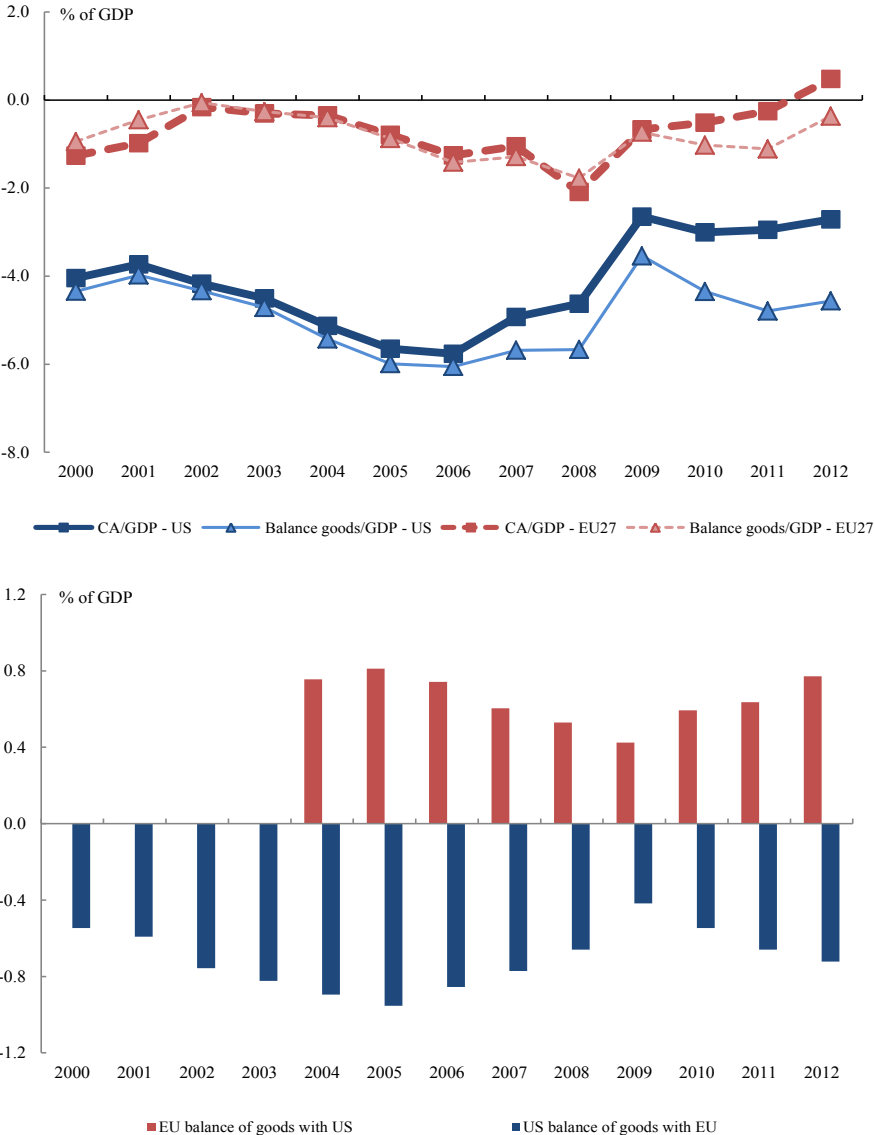 2.0
% of GDP
0.0
-2.0
-4.0
-6.0
-8.0
2000 2001 2002 2003 2004 2005 2006 2007 2008 2009 2010 2011 2012
CA/GDP - US Balance goods/GDP - US CA/GDP - EU27 Balance goods/GDP - EU27
1.2
% of GDP
0.8
0.4
0.0
-0.4
-0.8
-1.2
2000 2001 2002 2003 2004 2005 2006 2007 2008 2009 2010 2011 2012
EU balance of goods with US US balance of goods with EU